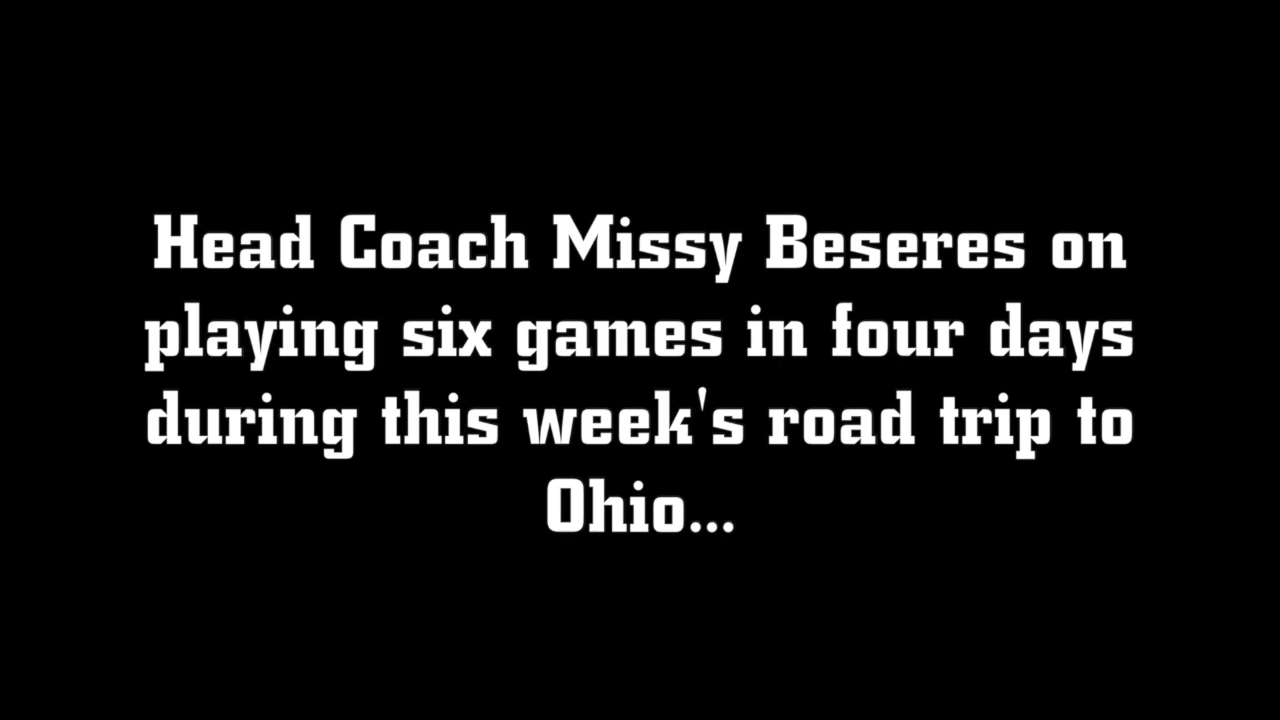 Head Coach Missy Beseres on
playing six games in four days
during this week's road trip to
Ohio...